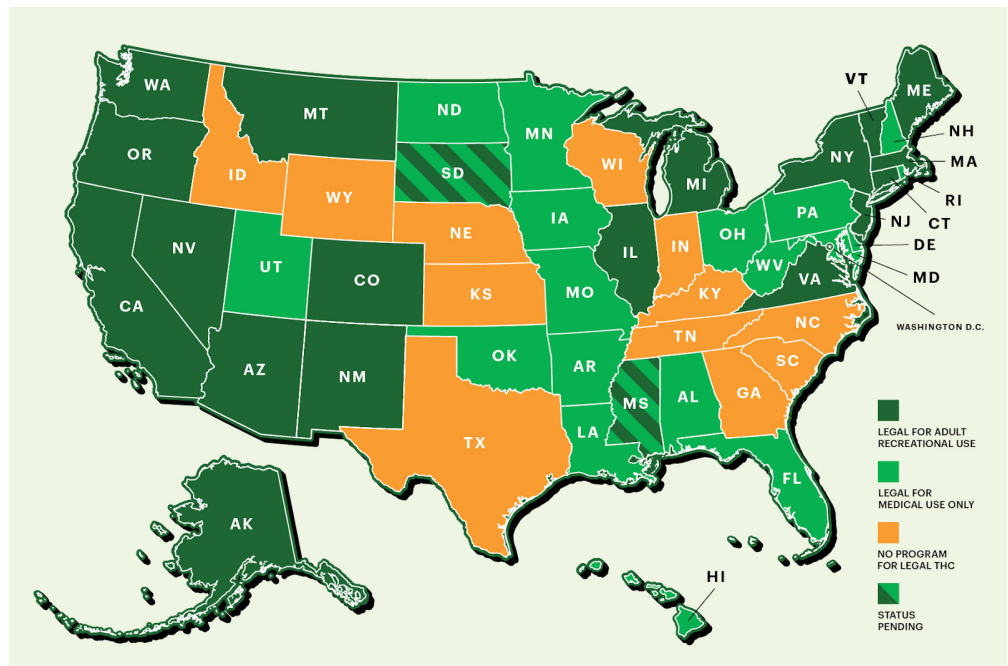 WA
MT
ND
MN
VT
ME
NH
OR
ID
SD
WI
NY
MA
WY
MI
RI
NE
IA
PA
NJ
CT
NV
UT
CO
IL
IN
OH
DE
WV
VA
MD
CA
KS
MO
KY
WASHINGTON D.C.
NC
TN
AZ
NM
OK
AR
SC
MS
AL
GA
TX
LA
FL
AK
HI
LEGAL FOR ADULT
RECREATIONAL USE
LEGAL FOR
MEDICAL USE ONLY
NO PROGRAM
FOR LEGAL THC
STATUS
PENDING